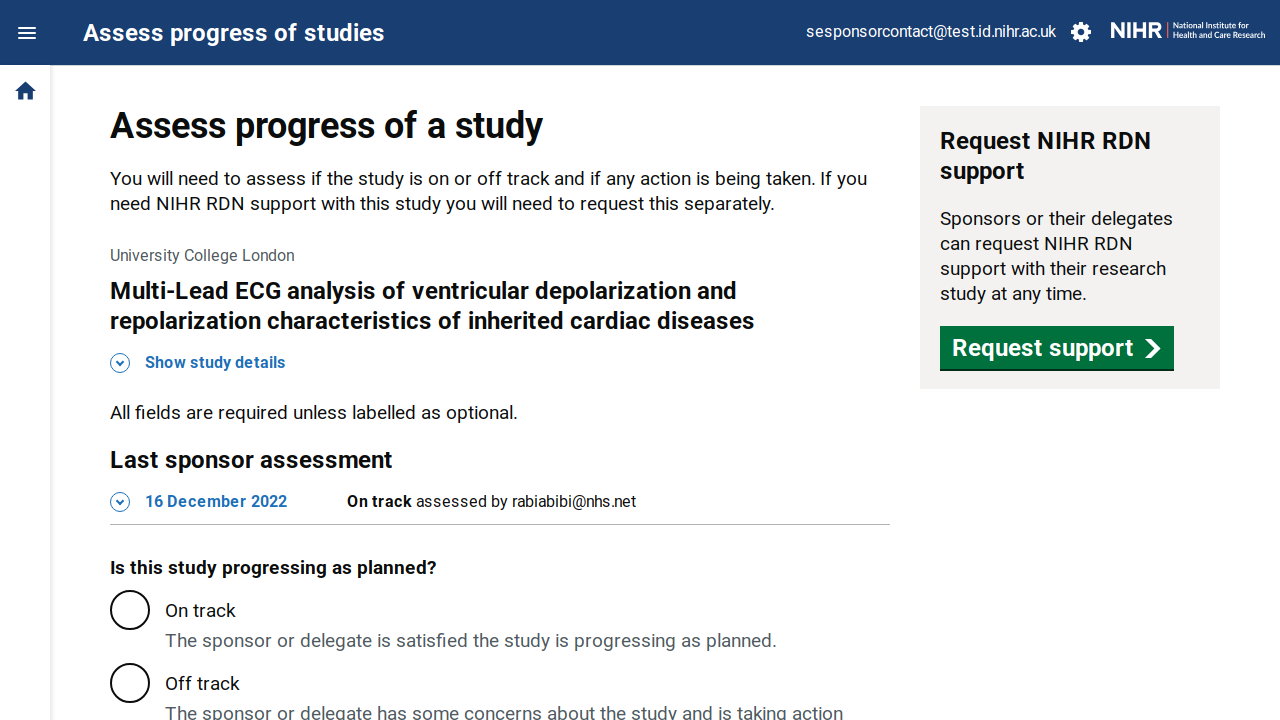 Assess progress of studies
sesponsorcontact@test.id.nihr.ac.uk
NIHR | National Institute for
Health and Care Research
Assess progress of a study
You will need to assess if the study is on or off track and if any action is being taken. If you
need NIHR RDN support with this study you will need to request this separately.
University College London
Multi-Lead ECG analysis of ventricular depolarization and
repolarization characteristics of inherited cardiac diseases
Show study details
All fields are required unless labelled as optional.
Last sponsor assessment
16 December 2022 On track assessed by rabiabibi@nhs.net
Is this study progressing as planned?
On track
The sponsor or delegate is satisfied the study is progressing as planned.
Off track
The sponsor or delegate has some concerns about the study and is taking action
Request NIHR RDN
support
Sponsors or their delegates
can request NIHR RDN
support with their research
study at any time.
Request support